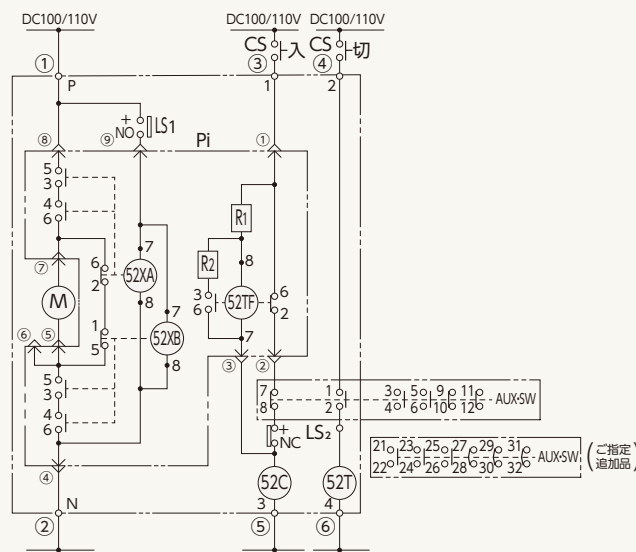 DC100/110V DC100/110V DC100/110V
CS 入 CS 切
① ③ ④
P 1 2
+
NO LS1
⑧ ⑨ Pi ①
5
3
4
6
R1
7 8
R2
⑦
6
2
52XA
3
6
52TF
6
2
M
8 7
1
5
52XB
7
⑥ ⑤
8 ③ ②
5
3
7
8
1
2
3
4
5
6
9
10
11
12
AUX·SW
4
6
+
NC LS2
21 23 25 27 29 31
22 24 26 28 30 32
AUX·SW
(ご指定
追加品)
④
52C 52T
N 3 4
② ⑤ ⑥